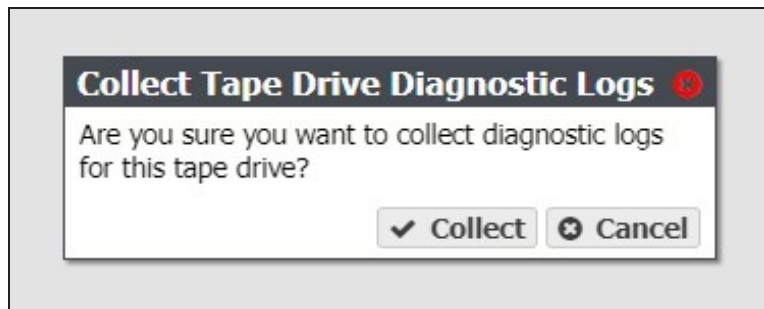 Collect Tape Drive Diagnostic Logs
Are you sure you want to collect diagnostic logs
for this tape drive?
Collect Cancel